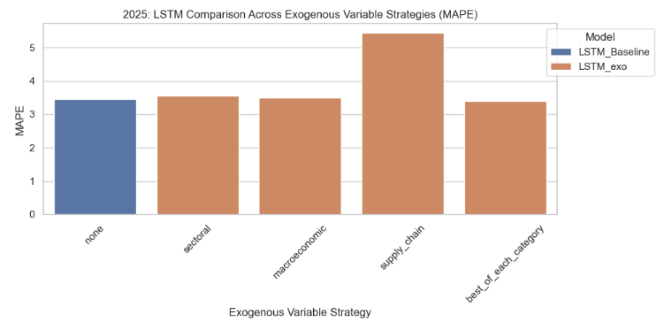 2025: LSTM Comparison Across Exogenous Variable Strategies (MAPE)
Model
LSTM_Baseline
LSTM_exo
MAPE
5
4
3
2
1
0
none
sectoral
macroeconomic
supply_chain
best_of_each_category
Exogenous Variable Strategy